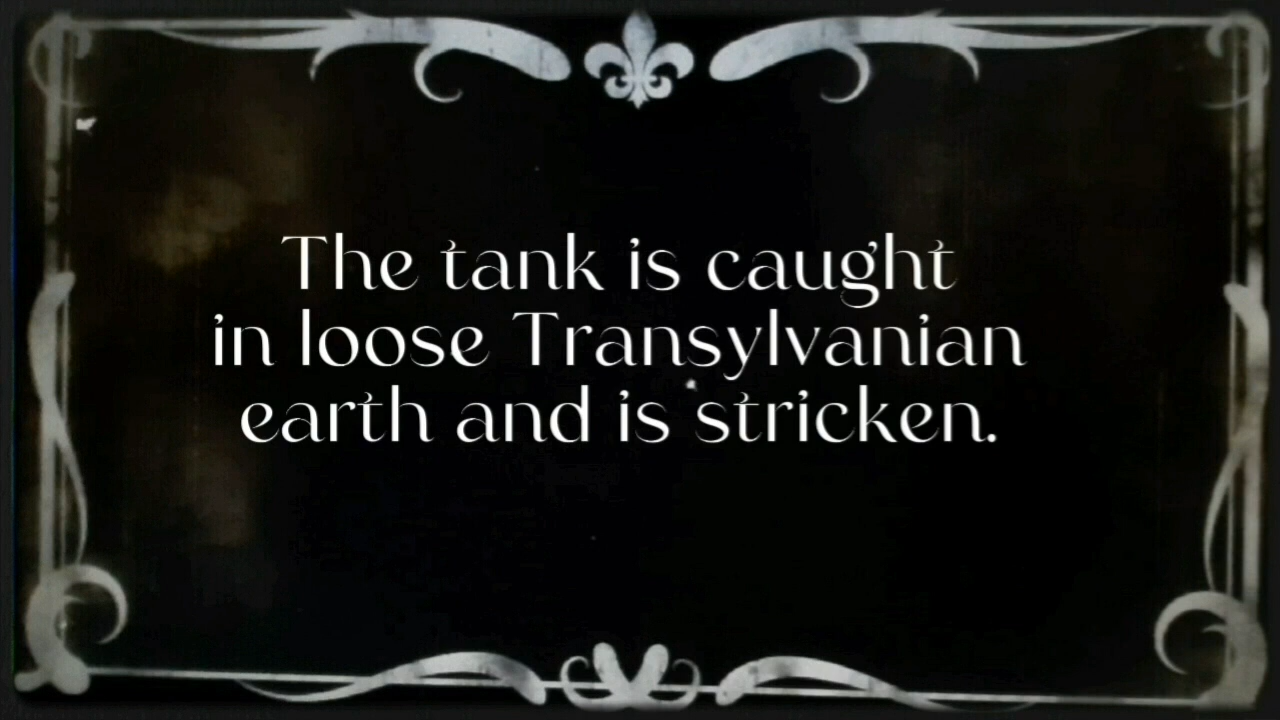 The tank is caught
in loose Transylvanian
earth and is stricken.